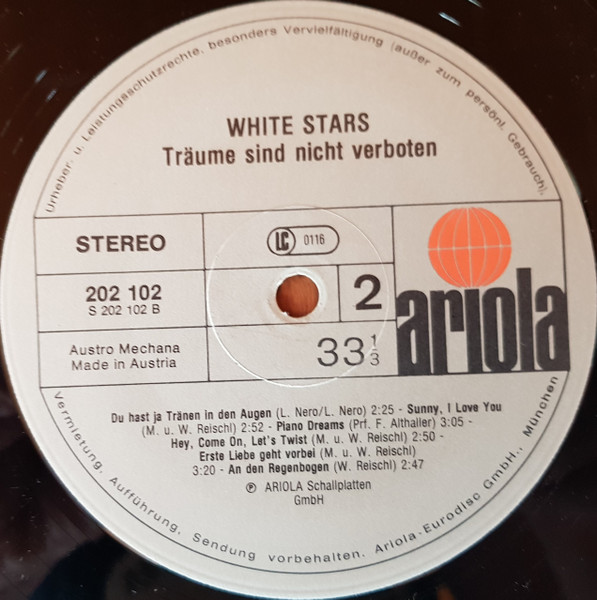 Urheber- u. Leistungsschutzrechte, besonders Vervielfältigung (außer zum persönl. Gebrauch),
WHITE STARS
Träume sind nicht verboten
STEREO
LC 0116
202 102
S 202 102 B
2
ariola
Austro Mechana
Made in Austria
33 1/3
Du hast ja Tränen in den Augen (L. Nero/L. Nero) 2:25 - Sunny, I Love You
(M. u. W. Reischl) 2:52 - Piano Dreams (Prf. F. Althaller) 3:05 -
Hey, Come On, Let's Twist (M. u. W. Reischl) 2:50 -
Erste Liebe geht vorbei (M. u. W. Reischl)
3:20 - An den Regenbogen (W. Reischl) 2:47
Ⓟ ARIOLA Schallplatten
GmbH
Vermietung, Aufführung, Sendung vorbehalten. Ariola-Eurodisc GmbH., München